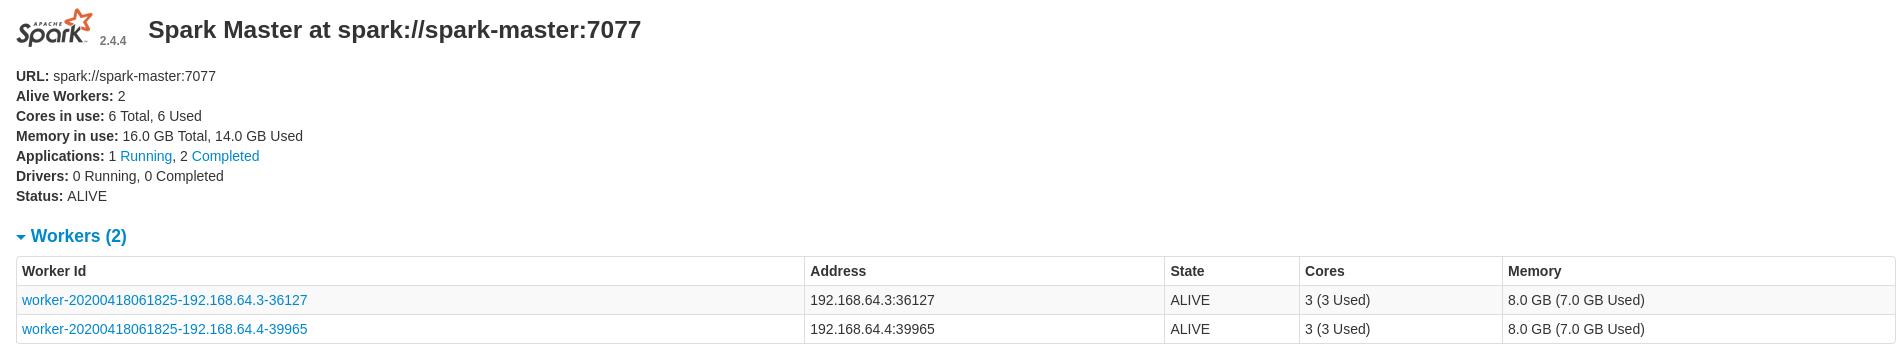 APACHE
Spark 2.4.4 Spark Master at spark://spark-master:7077
URL: spark://spark-master:7077
Alive Workers: 2
Cores in use: 6 Total, 6 Used
Memory in use: 16.0 GB Total, 14.0 GB Used
Applications: 1 Running, 2 Completed
Drivers: 0 Running, 0 Completed
Status: ALIVE
Workers (2)
Worker Id Address State Cores Memory
worker-20200418061825-192.168.64.3-36127 192.168.64.3:36127 ALIVE 3 (3 Used) 8.0 GB (7.0 GB Used)
worker-20200418061825-192.168.64.4-39965 192.168.64.4:39965 ALIVE 3 (3 Used) 8.0 GB (7.0 GB Used)